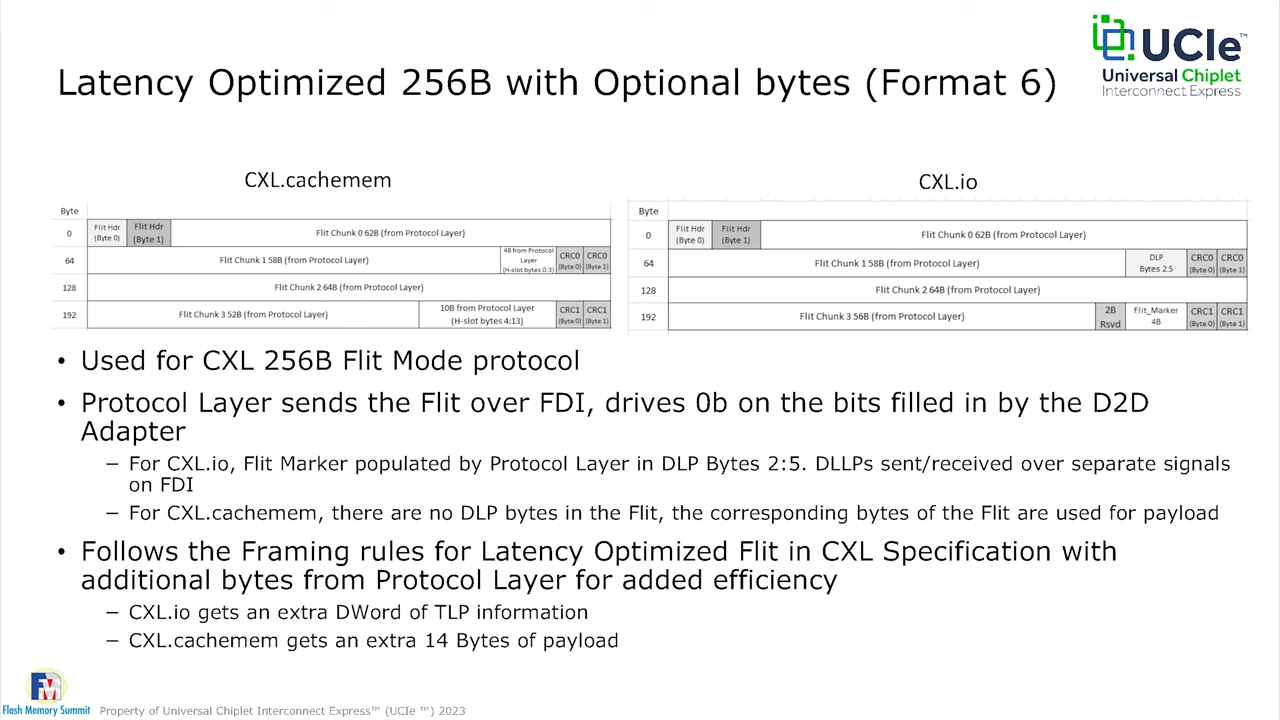 Latency Optimized 256B with Optional bytes (Format 6)
UCIe™
Universal Chiplet
Interconnect Express
CXL.cachemem
Byte
0
Flit Hdr
(Byte 0)
Flit Hdr
(Byte 1)
Flit Chunk 0 62B (from Protocol Layer)
64
Flit Chunk 1 58B (from Protocol Layer)
4B from Protocol
Layer
(H-slot bytes 0:3)
CRC0
(Byte 0)
CRC0
(Byte 1)
128
Flit Chunk 2 64B (from Protocol Layer)
192
Flit Chunk 3 52B (from Protocol Layer)
10B from Protocol Layer
(H-slot bytes 4:13)
CRC1
(Byte 0)
CRC1
(Byte 1)
CXL.io
Byte
0
Flit Hdr
(Byte 0)
Flit Hdr
(Byte 1)
Flit Chunk 0 62B (from Protocol Layer)
64
Flit Chunk 1 58B (from Protocol Layer)
DLP
Bytes 2:5
CRC0
(Byte 0)
CRC0
(Byte 1)
128
Flit Chunk 2 64B (from Protocol Layer)
192
Flit Chunk 3 56B (from Protocol Layer)
2B
Rsvd
Flit_Marker
4B
CRC1
(Byte 0)
CRC1
(Byte 1)
• Used for CXL 256B Flit Mode protocol
• Protocol Layer sends the Flit over FDI, drives 0b on the bits filled in by the D2D
Adapter
– For CXL.io, Flit Marker populated by Protocol Layer in DLP Bytes 2:5. DLLPs sent/received over separate signals
on FDI
– For CXL.cachemem, there are no DLP bytes in the Flit, the corresponding bytes of the Flit are used for payload
• Follows the Framing rules for Latency Optimized Flit in CXL Specification with
additional bytes from Protocol Layer for added efficiency
– CXL.io gets an extra DWord of TLP information
– CXL.cachemem gets an extra 14 Bytes of payload
Flash Memory Summit
Property of Universal Chiplet Interconnect Express™ (UCIe ™) 2023